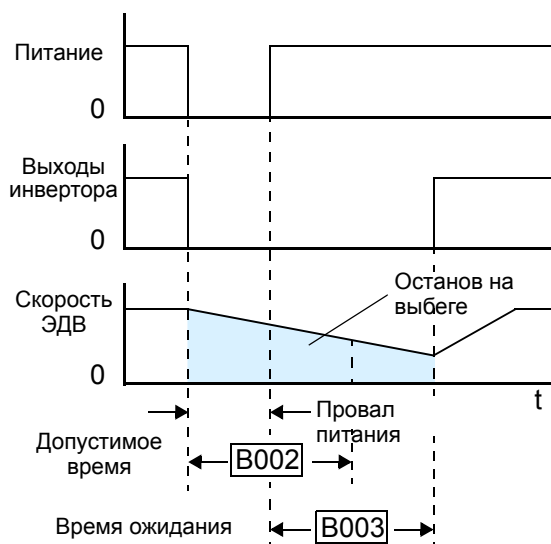 Питание
0
Выходы
инвертора
0
Скорость
ЭДВ
Останов на
выбеге
0
t
Провал
питания
Допустимое
время
B002
Время ожидания
B003